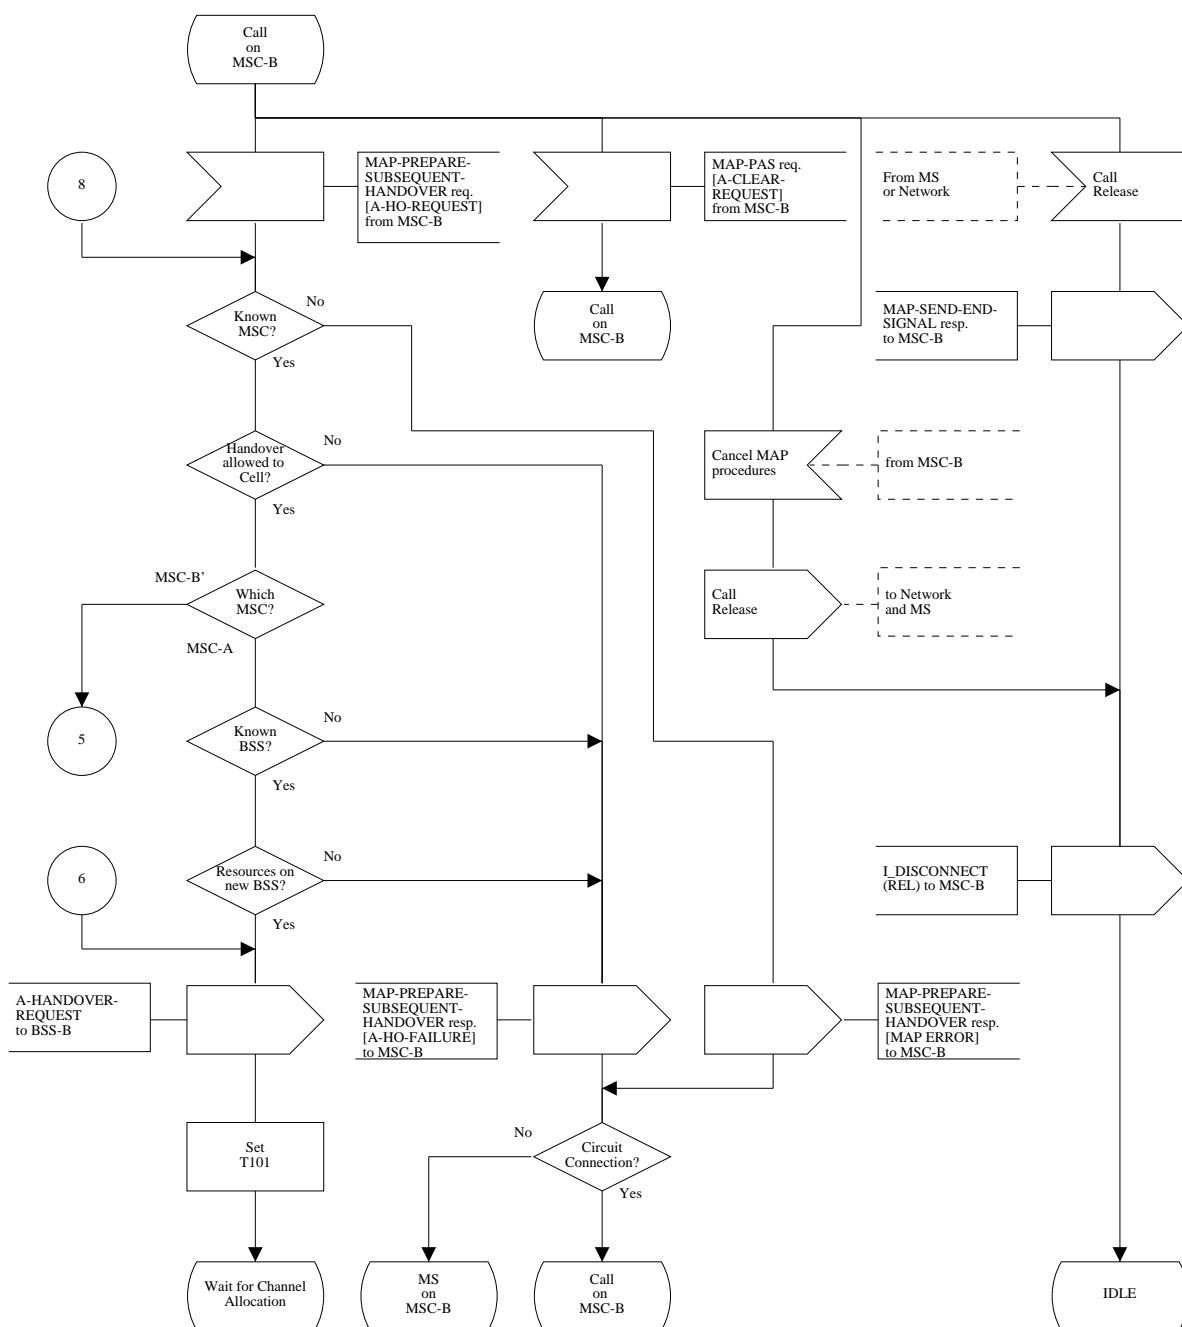 Call
on
MSC-B
8
MAP-PREPARE-
SUBSEQUENT-
HANDOVER req.
[A-HO-REQUEST]
from MSC-B
MAP-PAS req.
[A-CLEAR-
REQUEST]
from MSC-B
From MS
or Network
Call
Release
Known
MSC?
No
Yes
Call
on
MSC-B
MAP-SEND-END-
SIGNAL resp.
to MSC-B
Handover
allowed to
Cell?
No
Yes
Cancel MAP
procedures
from MSC-B
MSC-B’
Which
MSC?
MSC-A
Call
Release
to Network
and MS
5
Known
BSS?
No
Yes
6
Resources on
new BSS?
No
Yes
I_DISCONNECT
(REL) to MSC-B
A-HANDOVER-
REQUEST
to BSS-B
MAP-PREPARE-
SUBSEQUENT-
HANDOVER resp.
[A-HO-FAILURE]
to MSC-B
MAP-PREPARE-
SUBSEQUENT-
HANDOVER resp.
[MAP ERROR]
to MSC-B
Set
T101
No
Circuit
Connection?
Yes
Wait for Channel
Allocation
MS
on
MSC-B
Call
on
MSC-B
IDLE